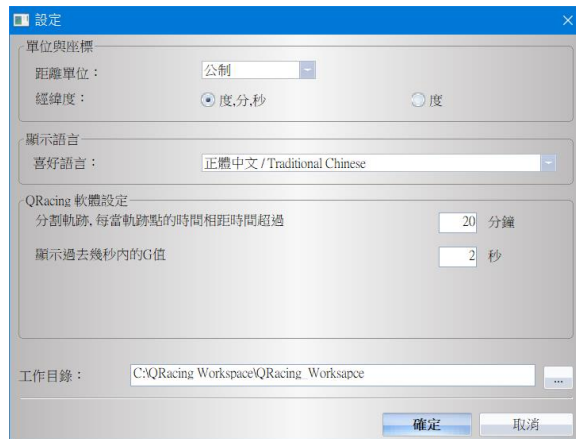 設定
單位與座標
距離單位： 公制
經緯度： 度,分,秒 度
顯示語言
喜好語言： 正體中文 / Traditional Chinese
QRacing 軟體設定
分割軌跡,每當軌跡點的時間相距時間超過 20 分鐘
顯示過去幾秒內的G值 2 秒
工作目錄： C:\QRacing Workspace\QRacing_Worksapce ...
確定 取消